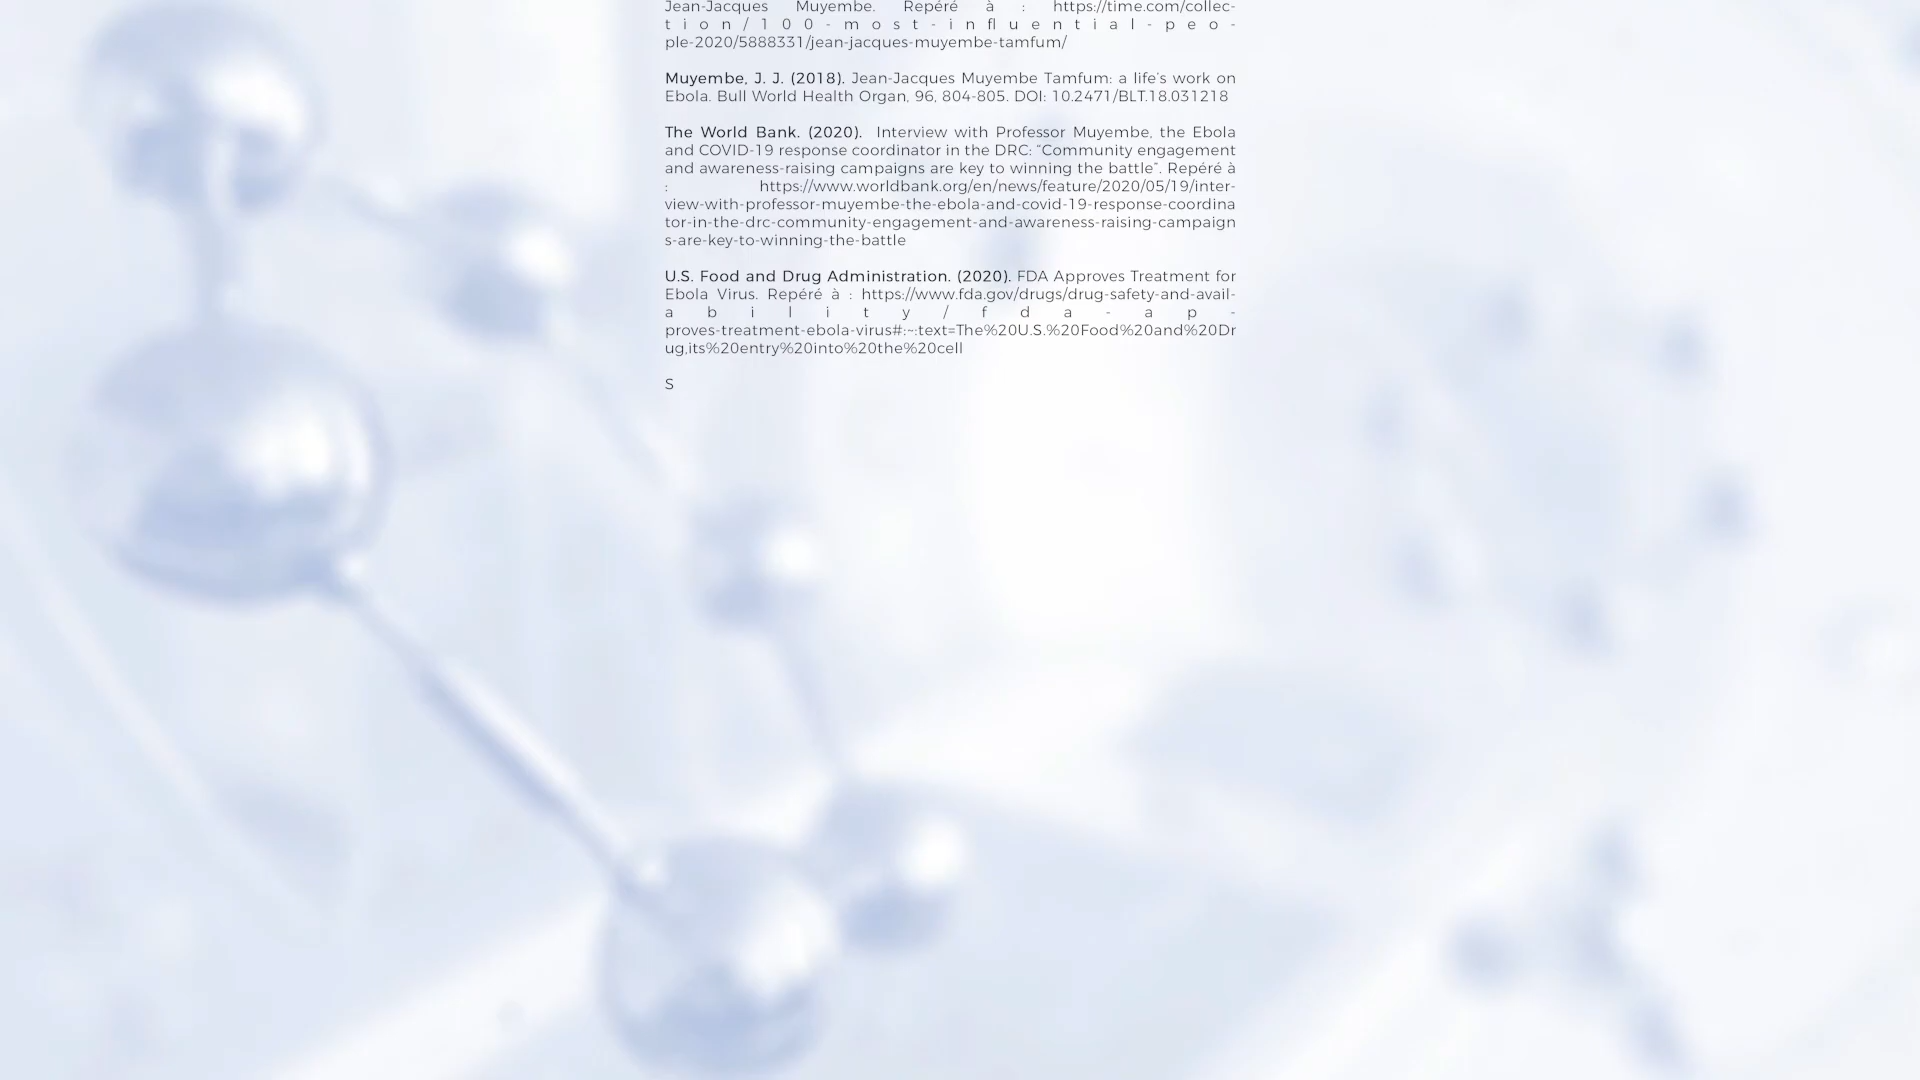 Jean-Jacques Muyembe. Repéré à : https://time.com/collec-
tion/100-most-influential-peo-
ple-2020/5888331/jean-jacques-muyembe-tamfum/
Muyembe, J. J. (2018). Jean-Jacques Muyembe Tamfum: a life's work on
Ebola. Bull World Health Organ, 96, 804-805. DOI: 10.2471/BLT.18.031218
The World Bank. (2020). Interview with Professor Muyembe, the Ebola
and COVID-19 response coordinator in the DRC: "Community engagement
and awareness-raising campaigns are key to winning the battle". Repéré à
: https://www.worldbank.org/en/news/feature/2020/05/19/inter-
view-with-professor-muyembe-the-ebola-and-covid-19-response-coordina
tor-in-the-drc-community-engagement-and-awareness-raising-campaign
s-are-key-to-winning-the-battle
U.S. Food and Drug Administration. (2020). FDA Approves Treatment for
Ebola Virus. Repéré à : https://www.fda.gov/drugs/drug-safety-and-avail-
ability/fda-ap-
proves-treatment-ebola-virus#:~:text=The%20U.S.%20Food%20and%20Dr
ug,its%20entry%20into%20the%20cell
S